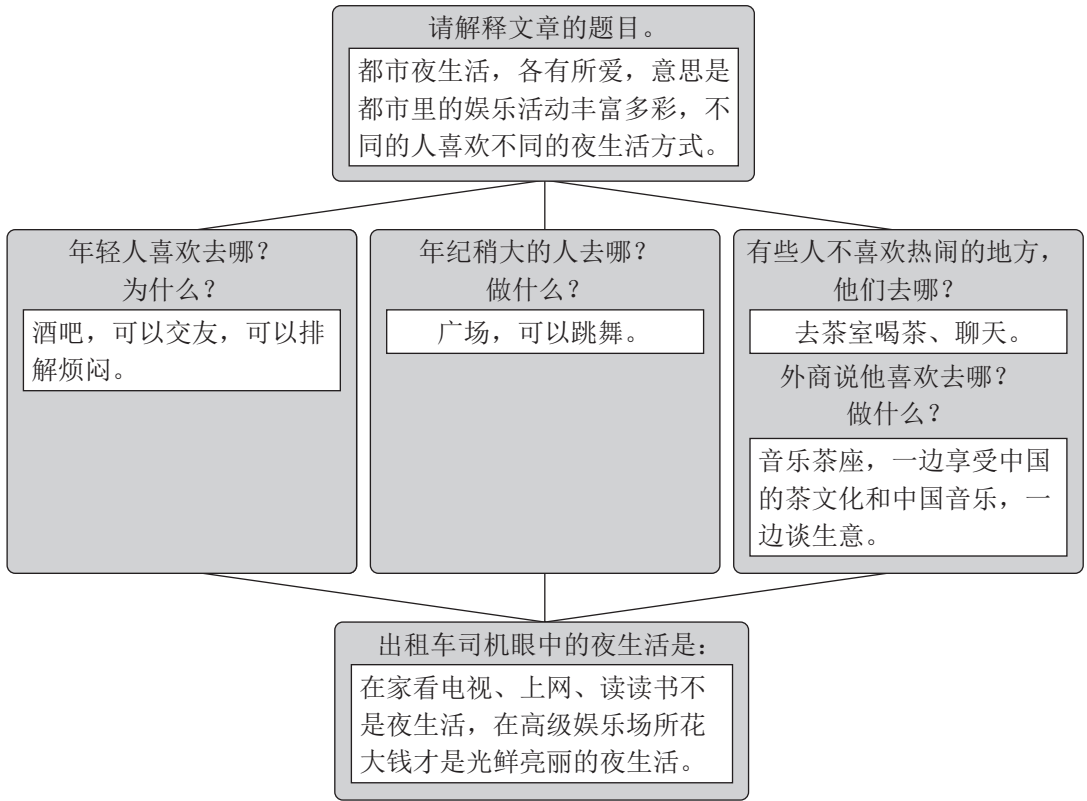 请解释文章的题目。
都市夜生活，各有所爱，意思是
都市里的娱乐活动丰富多彩，不
同的人喜欢不同的夜生活方式。
年轻人喜欢去哪？
为什么？
酒吧，可以交友，可以排
解烦闷。
年纪稍大的人去哪？
做什么？
广场，可以跳舞。
有些人不喜欢热闹的地方，
他们去哪？
去茶室喝茶、聊天。
外商说他喜欢去哪？
做什么？
音乐茶座，一边享受中国
的茶文化和中国音乐，一
边谈生意。
出租车司机眼中的夜生活是：
在家看电视、上网、读读书不
是夜生活，在高级娱乐场所花
大钱才是光鲜亮丽的夜生活。